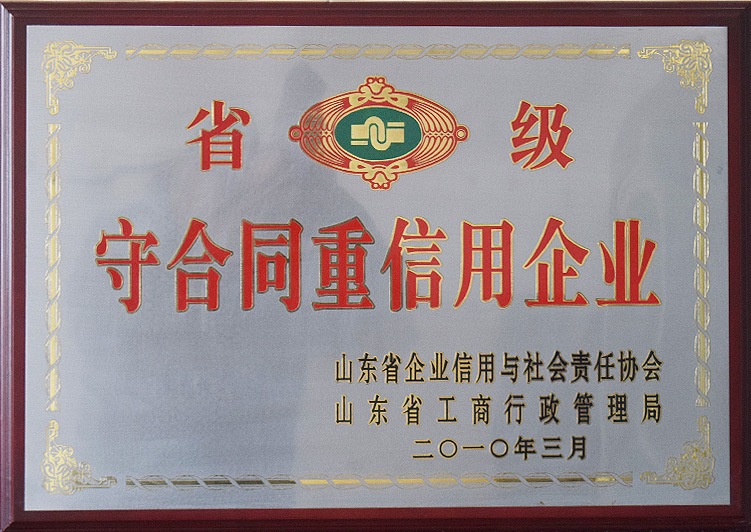 省 级
守合同重信用企业
山东省企业信用与社会责任协会
山东省工商行政管理局
二〇一〇年三月